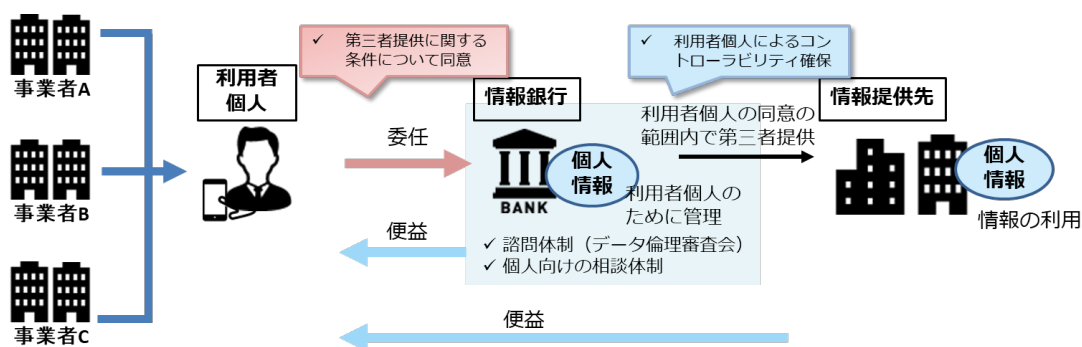 事業者A
事業者B
事業者C
利用者
個人
✓ 第三者提供に関する
条件について同意
委任
便益
情報銀行
BANK
個人
情報
利用者個人の
ために管理
✓ 諮問体制（データ倫理審査会）
✓ 個人向けの相談体制
✓ 利用者個人によるコン
トローラビリティ確保
利用者個人の同意の
範囲内で第三者提供
情報提供先
個人
情報
情報の利用
便益